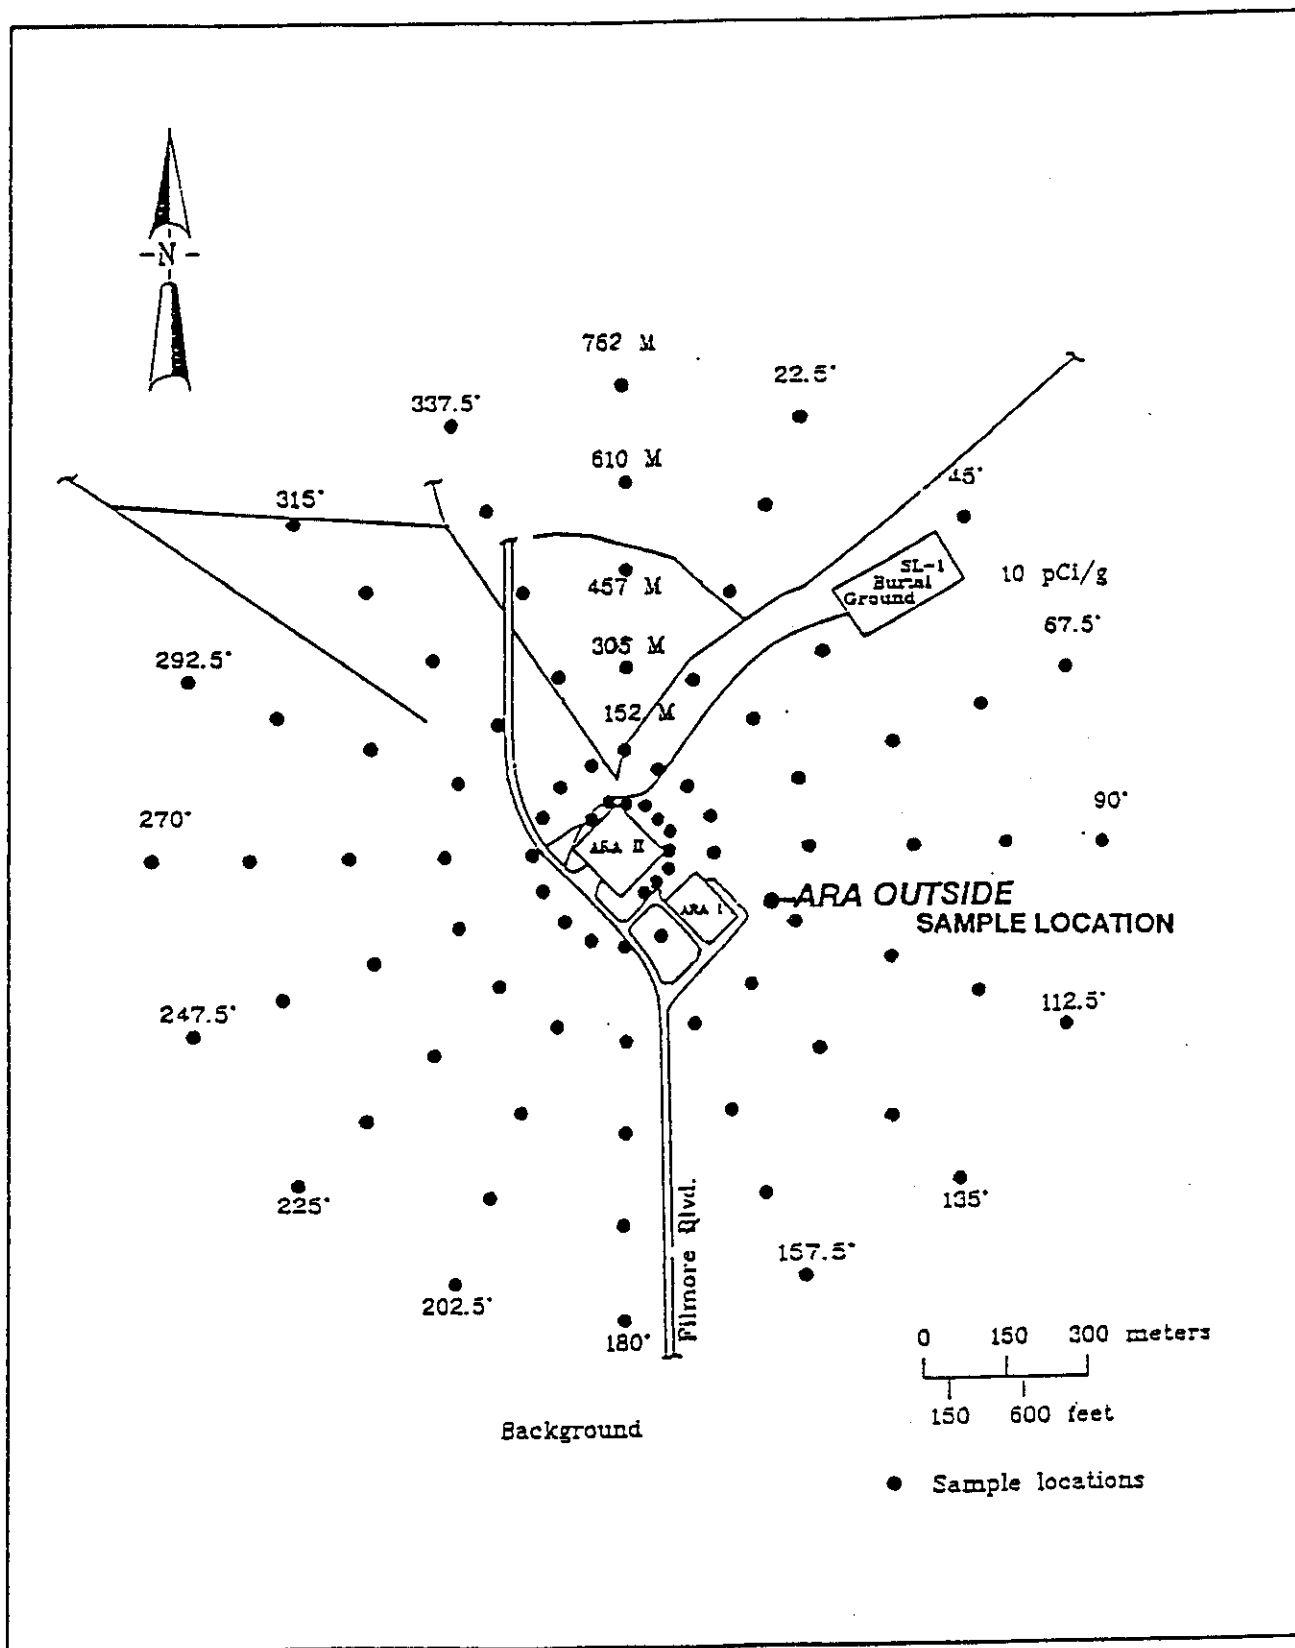 N
762 M
22.5°
337.5°
610 M
45°
315°
SL-1
Burial
Ground
10 pCi/g
457 M
67.5°
305 M
292.5°
152 M
90°
270°
ARA II
ARA OUTSIDE
SAMPLE LOCATION
ARA I
112.5°
247.5°
135°
225°
Filmore Blvd.
157.5°
202.5°
180°
0 150 300 meters
150 600 feet
Background
Sample locations